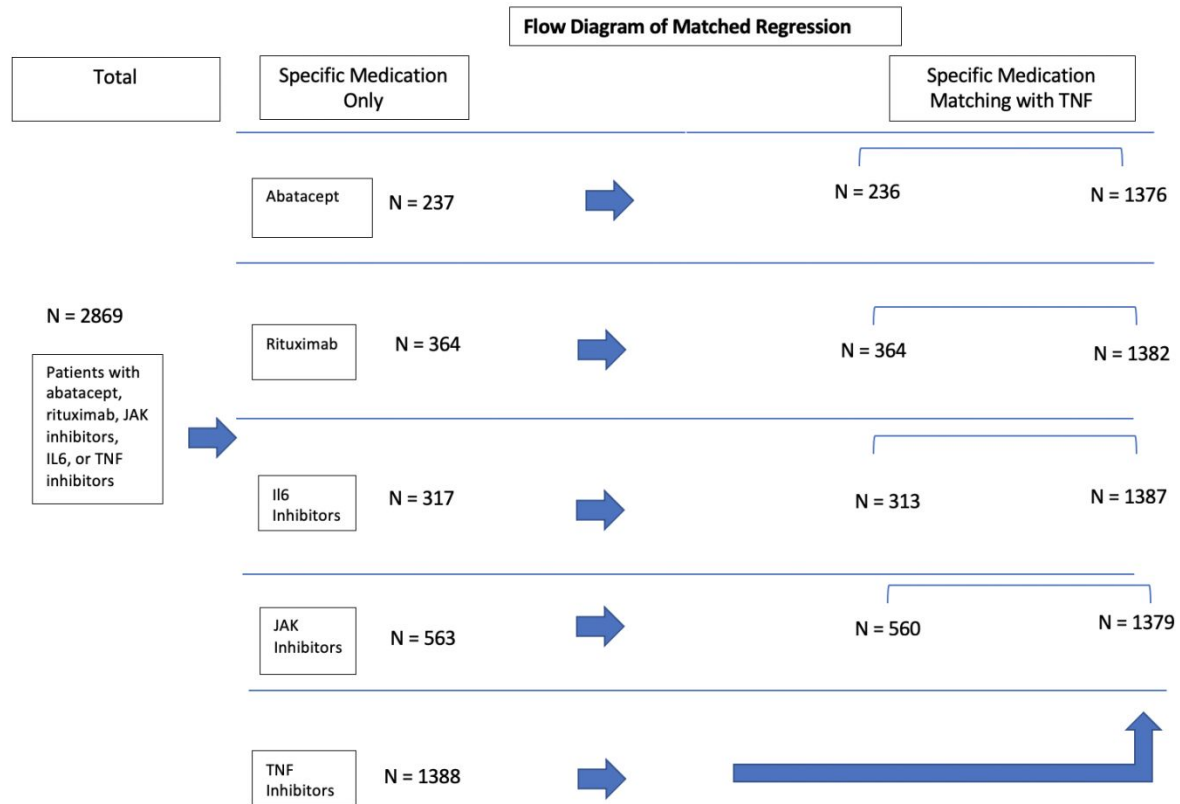 Flow Diagram of Matched Regression
Total
Specific Medication
Only
Specific Medication
Matching with TNF
Abatacept
N = 237
N = 236
N = 1376
N = 2869
Patients with
abatacept,
rituximab, JAK
inhibitors,
IL6, or TNF
inhibitors
Rituximab
N = 364
N = 364
N = 1382
Il6
Inhibitors
N = 317
N = 313
N = 1387
JAK
Inhibitors
N = 563
N = 560
N = 1379
TNF
Inhibitors
N = 1388